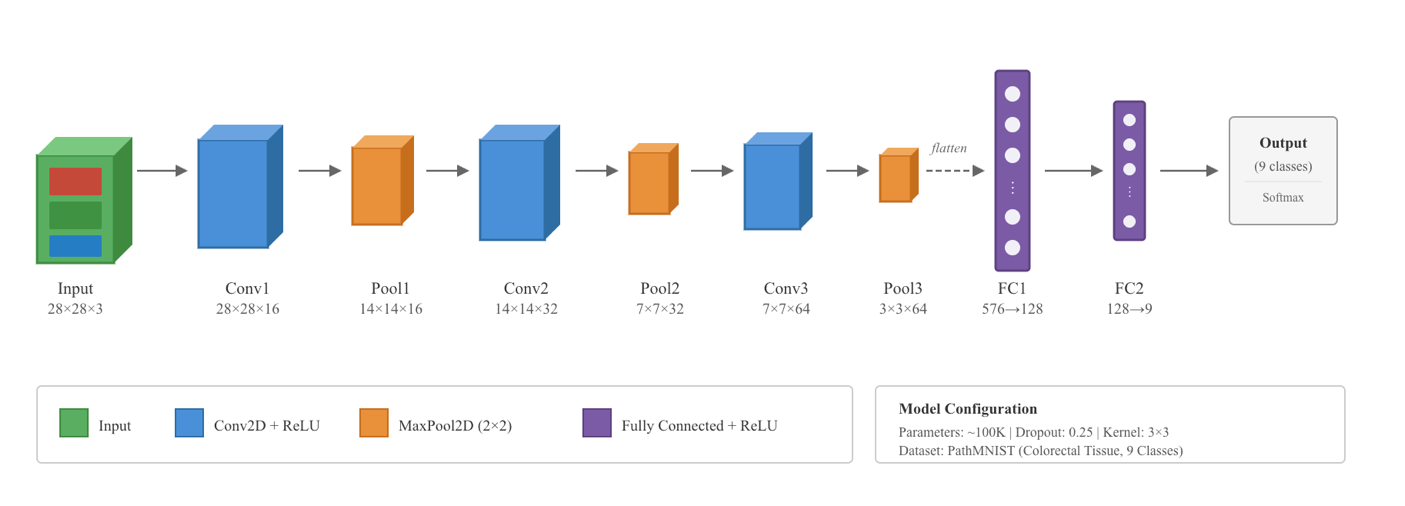 flatten
Output
(9 classes)
Softmax
Input
28×28×3
Conv1
28×28×16
Pool1
14×14×16
Conv2
14×14×32
Pool2
7×7×32
Conv3
7×7×64
Pool3
3×3×64
FC1
576→128
FC2
128→9
Input
Conv2D + ReLU
MaxPool2D (2×2)
Fully Connected + ReLU
Model Configuration
Parameters: ~100K | Dropout: 0.25 | Kernel: 3×3
Dataset: PathMNIST (Colorectal Tissue, 9 Classes)